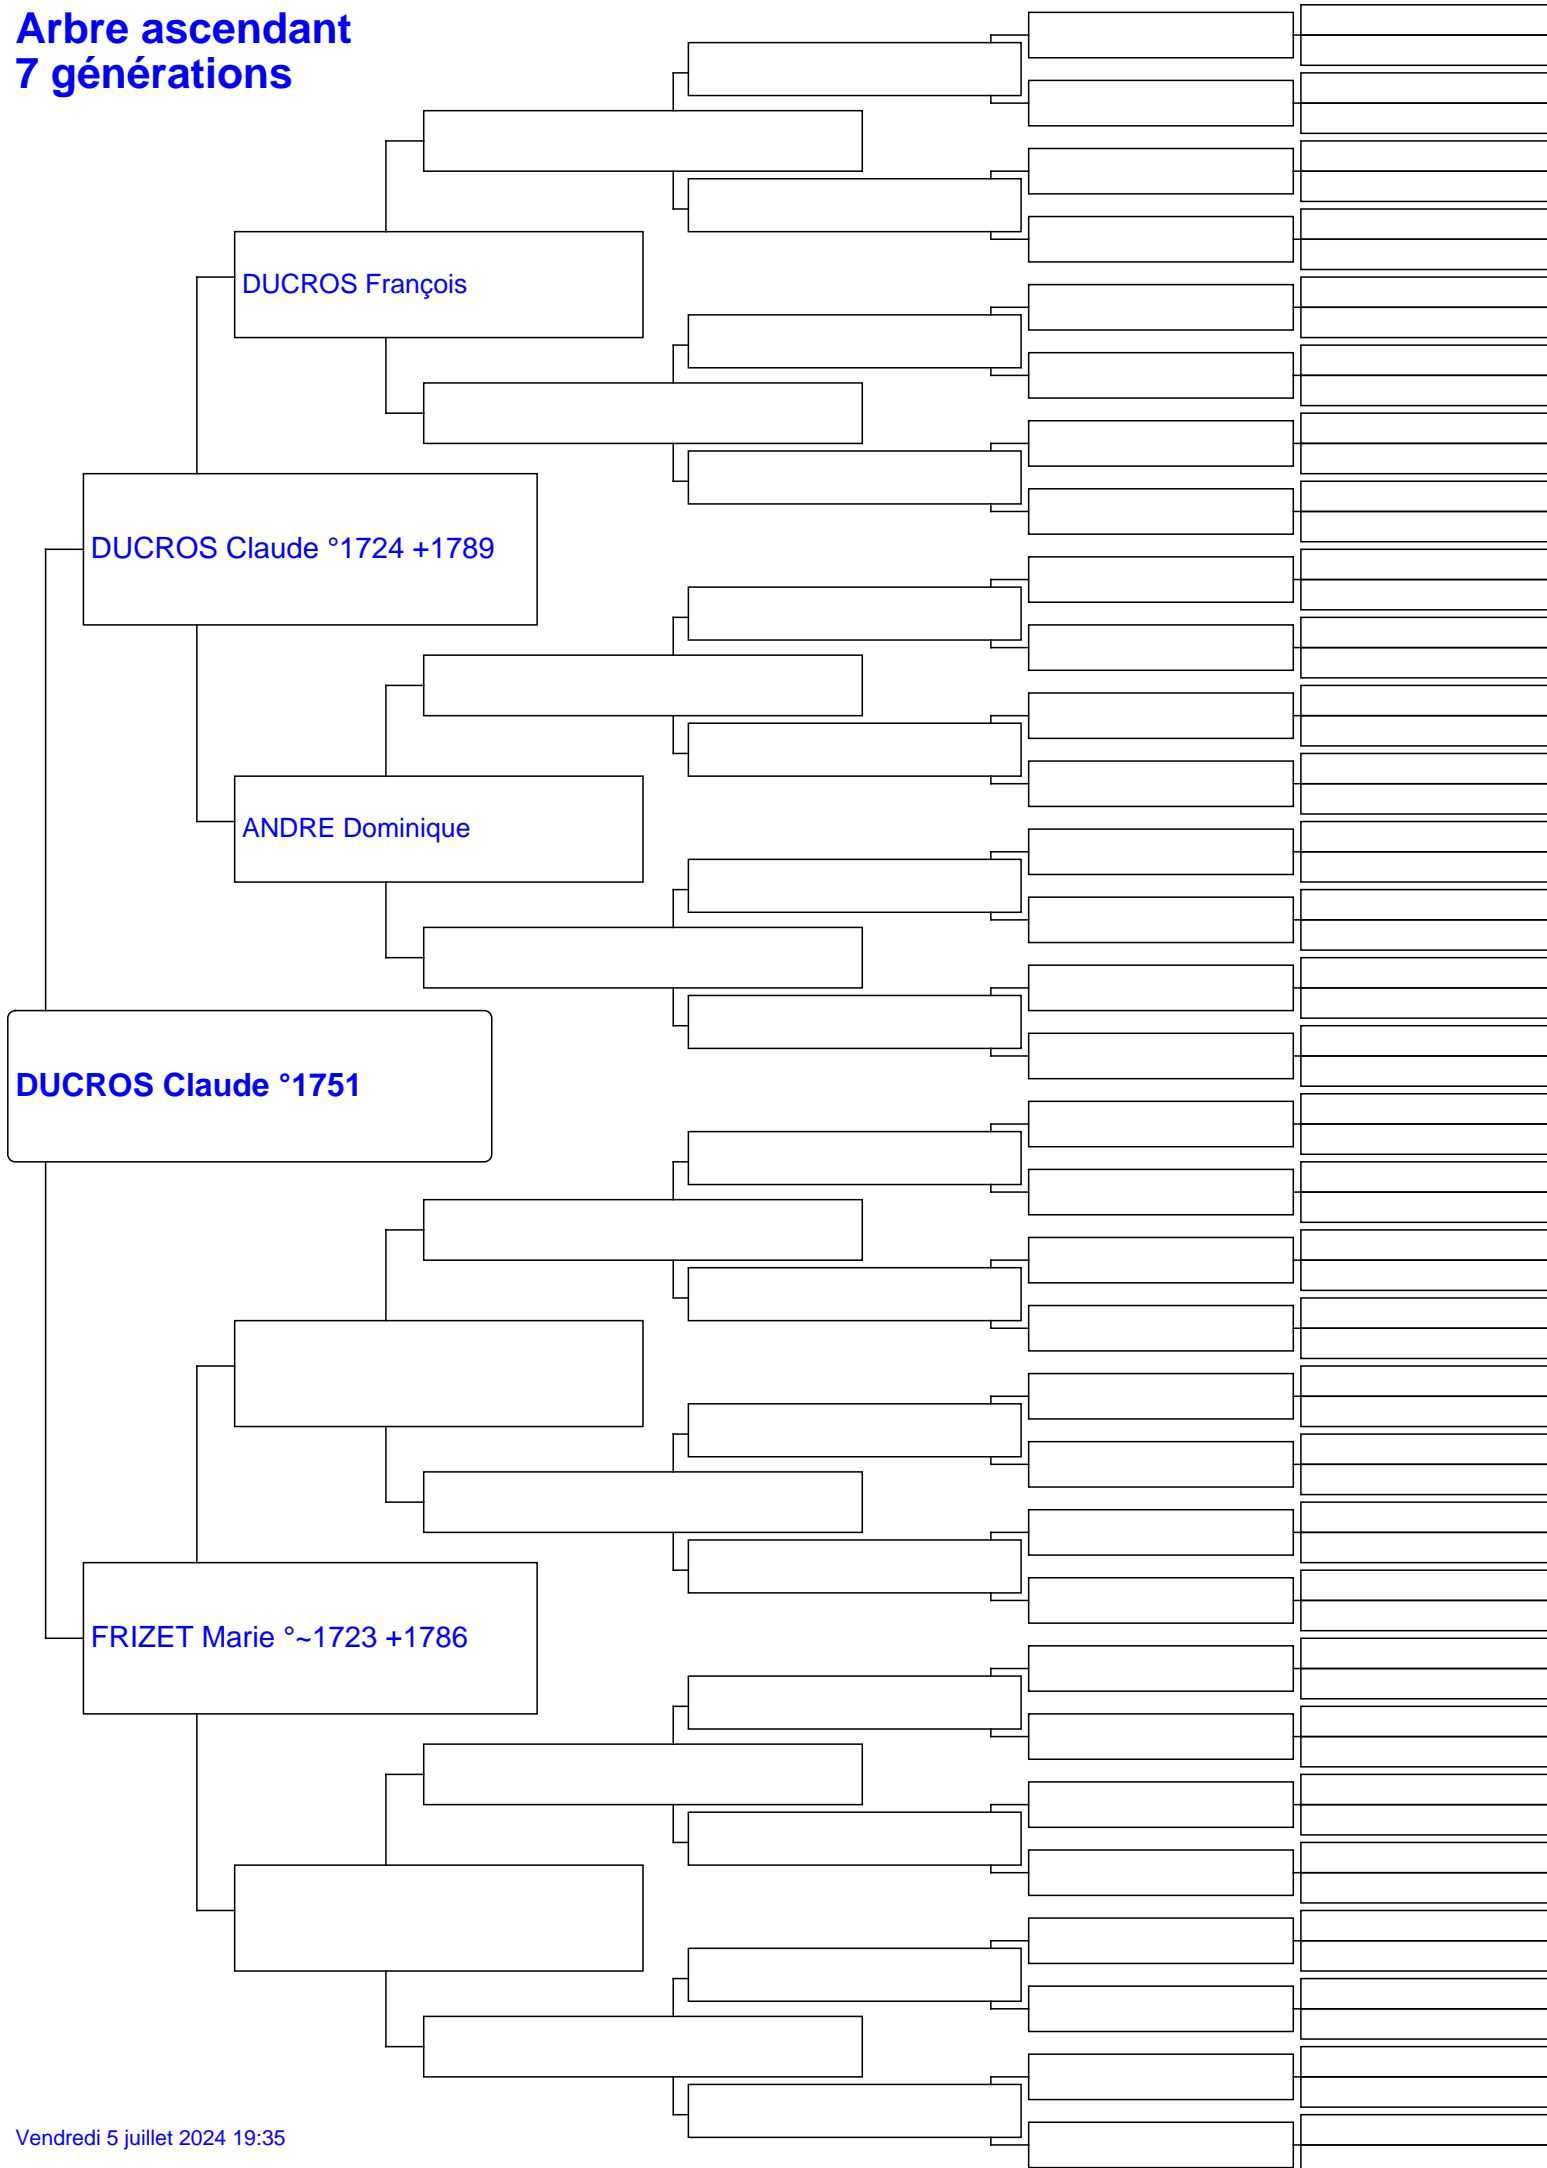 Arbre ascendant
7 générations
DUCROS François
DUCROS Claude °1724 +1789
ANDRE Dominique
DUCROS Claude °1751
FRIZET Marie °~1723 +1786
Vendredi 5 juillet 2024 19:35